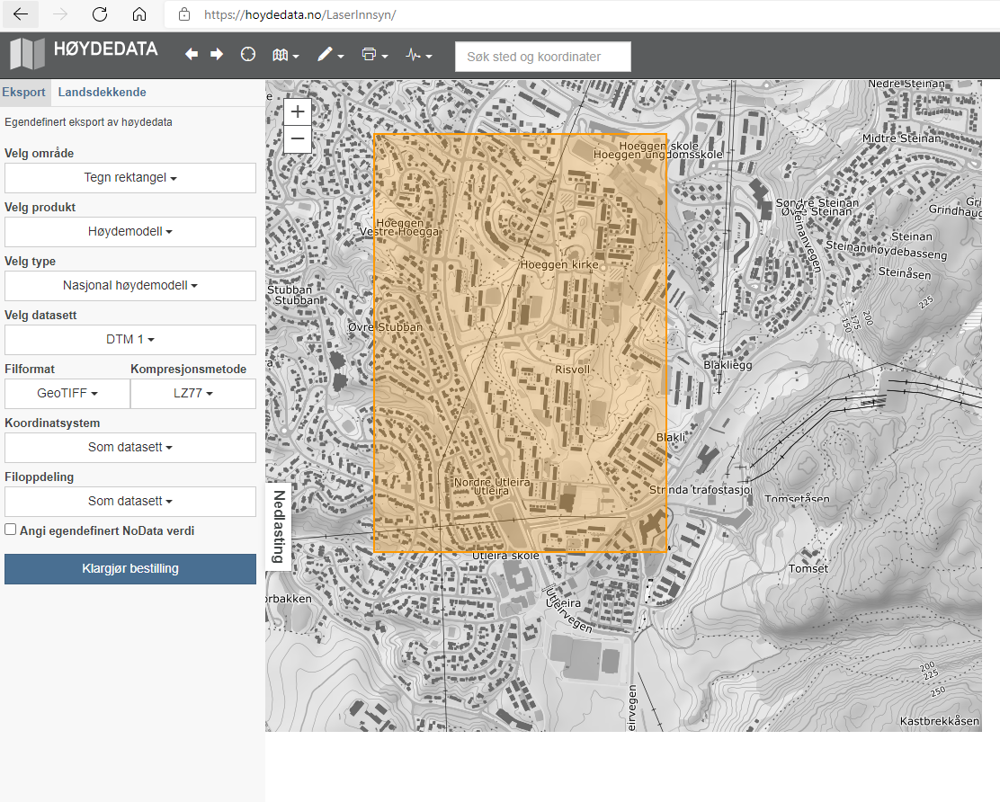 https://hoydedata.no/LaserInnsyn/
HØYDEDATA
Søk sted og koordinater
Eksport
Landsdekkende
Egendefinert eksport av høydedata
Velg område
Tegn rektangel
Velg produkt
Høydemodell
Velg type
Nasjonal høydemodell
Velg datasett
DTM 1
Filformat
Kompresjonsmetode
GeoTIFF
LZ77
Koordinatsystem
Som datasett
Filoppdeling
Som datasett
Angi egendefinert NoData verdi
Klargjør bestilling
+
−
Nedlasting
Nedre Steinan
Midtre Steinan
Hoeggen skole
Hoeggen ungdomsskole
Søndre Steinan
Øvre Steinan
Grindhaug
Steinanvegen
Hoeggen
Vestre Hoegga
Steinan
Steinan høydebasseng
Steinåsen
Hoeggen kirke
Stubban
Stubban
225
200
175
150
Øvre Stubban
Risvoll
Blakliegg
Blakli
Nordre Utleira
Utleira
Strinda trafostasjon
Tomsetåsen
Utleira skole
Tomset
orbakken
Utleira
Utleirvegen
200
225
250
eirvegen
Kastbrekkåsen